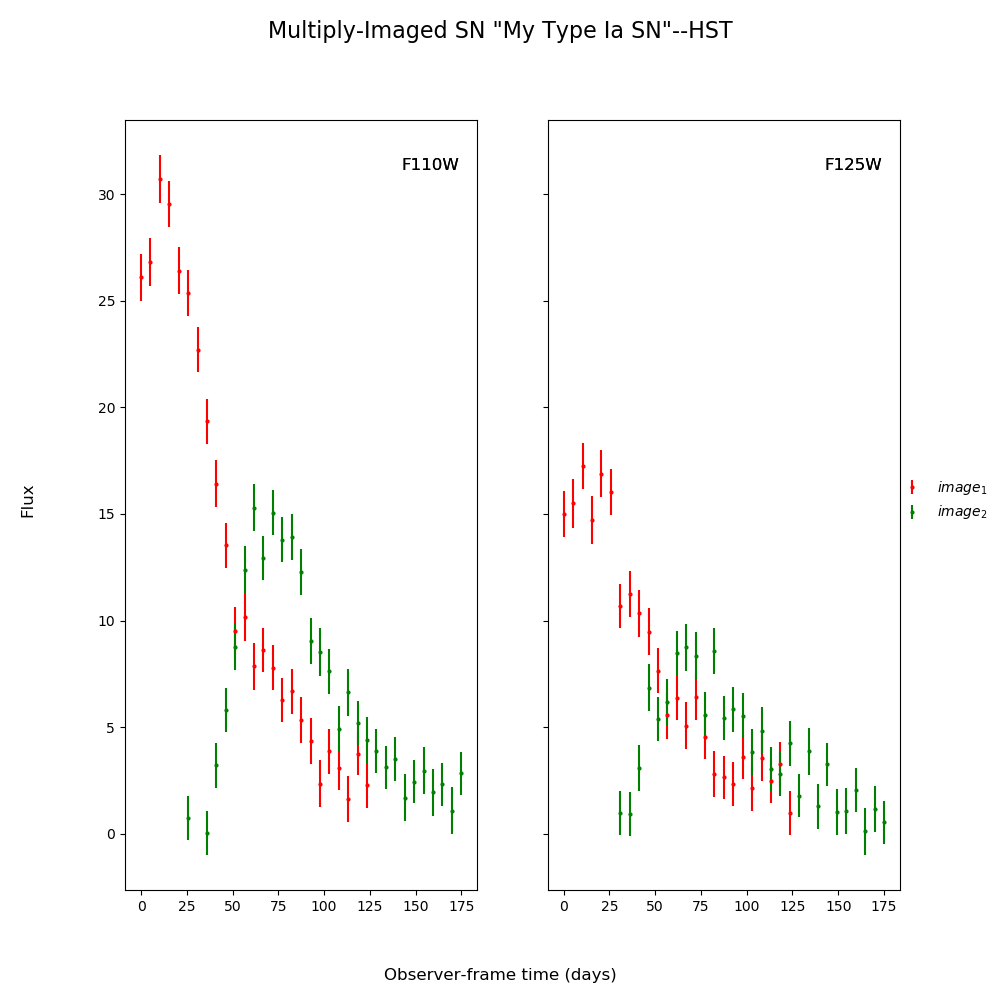 Multiply-Imaged SN "My Type Ia SN"--HST
F110W
F125W
30
25
20
15
10
5
0
Flux
image1
image2
0 25 50 75 100 125 150 175
0 25 50 75 100 125 150 175
Observer-frame time (days)